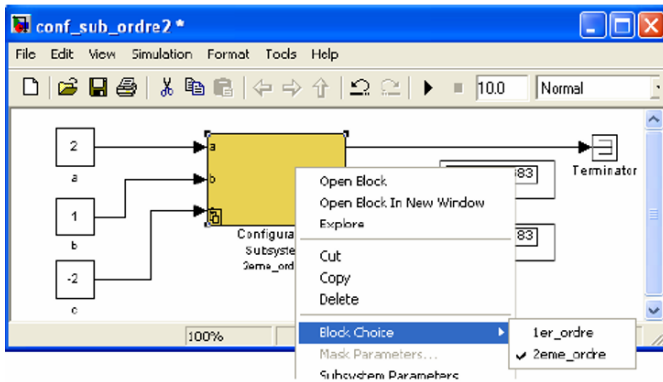 conf_sub_ordre2 *
File Edit View Simulation Format Tools Help
10.0 Normal
2
a
a
Terminator
b
83
1
b
Configura
Subsyste
2eme_ord
83
-2
c
Open Block
Open Block In New Window
Explore
Cut
Copy
Delete
Block Choice
1er_ordre
Mask Parameters...
2eme_ordre
Subsystem Parameters
100%